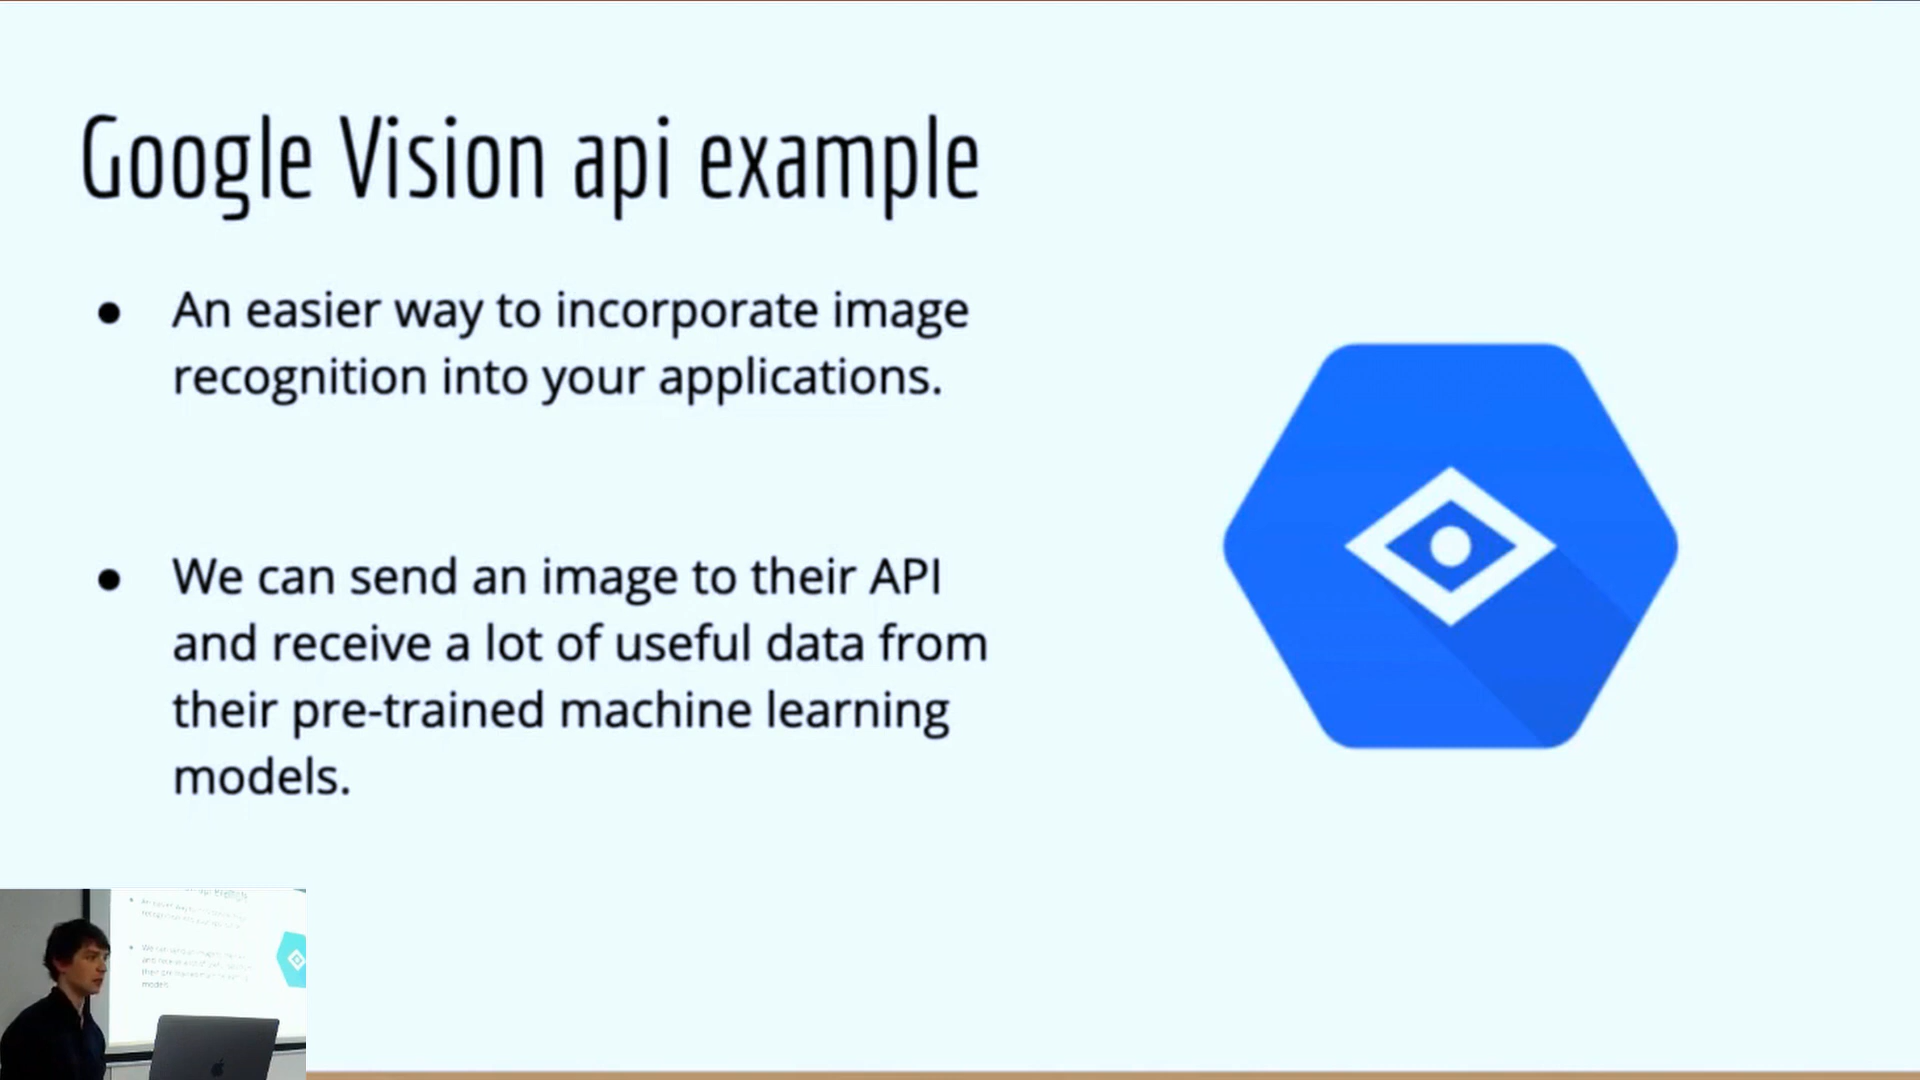 Google Vision api example
● An easier way to incorporate image
recognition into your applications.
● We can send an image to their API
and receive a lot of useful data from
their pre-trained machine learning
models.